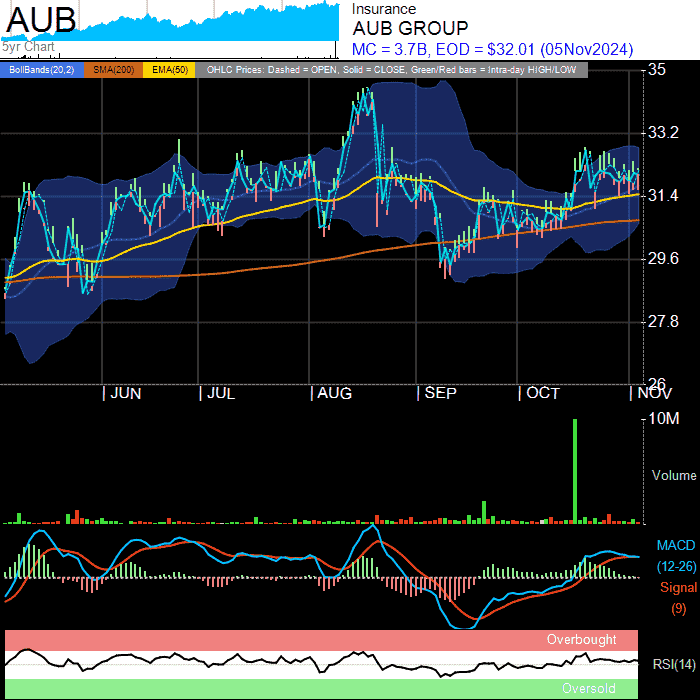 AUB
5yr Chart
Insurance
AUB GROUP
MC = 3.7B, EOD = $32.01 (05Nov2024)
BollBands(20,2) SMA(200) EMA(50) OHLC Prices: Dashed = OPEN, Solid = CLOSE, Green/Red bars = Intra-day HIGH/LOW
35
33.2
31.4
29.6
27.8
26
| JUN | JUL | AUG | SEP | OCT | NOV
10M
Volume
MACD
(12-26)
Signal
(9)
Overbought
RSI(14)
Oversold